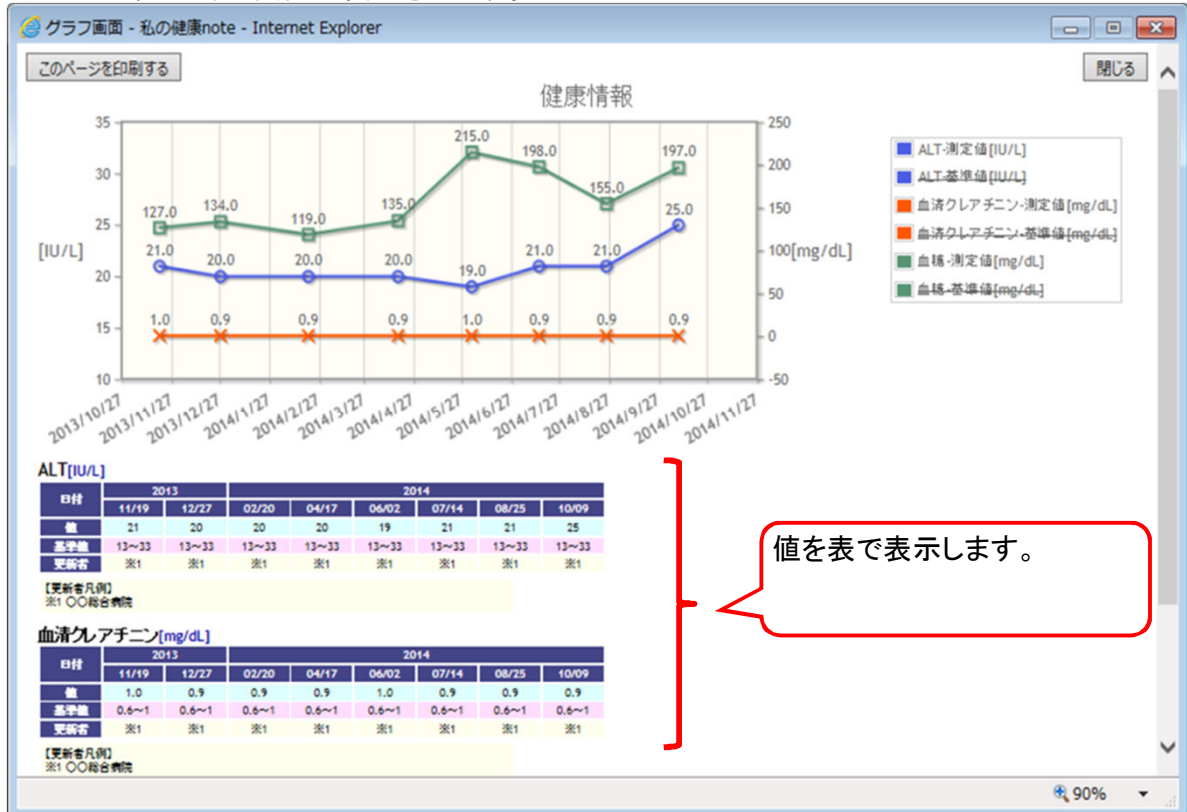 グラフ画面 - 私の健康note - Internet Explorer
このページを印刷する
閉じる
健康情報
35
30
25
20
15
10
[IU/L]
250
200
150
100
50
0
-50
[mg/dL]
127.0 134.0 119.0 135.0 215.0 198.0 155.0 197.0
21.0 20.0 20.0 20.0 19.0 21.0 21.0 25.0
1.0 0.9 0.9 0.9 1.0 0.9 0.9 0.9
2013/10/27 2013/11/27 2013/12/27 2014/1/27 2014/2/27 2014/3/27 2014/4/27 2014/5/27 2014/6/27 2014/7/27 2014/8/27 2014/9/27 2014/10/27 2014/11/27
ALT-測定値[IU/L]
ALT-基準値[IU/L]
血清クレアチニン-測定値[mg/dL]
血清クレアチニン-基準値[mg/dL]
血糖-測定値[mg/dL]
血糖-基準値[mg/dL]
ALT[IU/L]
日付 2013 2014
11/19 12/27 02/20 04/17 06/02 07/14 08/25 10/09
値 21 20 20 20 19 21 21 25
基準値 13~33 13~33 13~33 13~33 13~33 13~33 13~33 13~33
更新者 ※1 ※1 ※1 ※1 ※1 ※1 ※1 ※1
【更新者凡例】
※1 〇〇総合病院
値を表で表示します。
血清クレアチニン[mg/dL]
日付 2013 2014
11/19 12/27 02/20 04/17 06/02 07/14 08/25 10/09
値 1.0 0.9 0.9 0.9 1.0 0.9 0.9 0.9
基準値 0.6~1 0.6~1 0.6~1 0.6~1 0.6~1 0.6~1 0.6~1 0.6~1
更新者 ※1 ※1 ※1 ※1 ※1 ※1 ※1 ※1
【更新者凡例】
※1 〇〇総合病院
90%